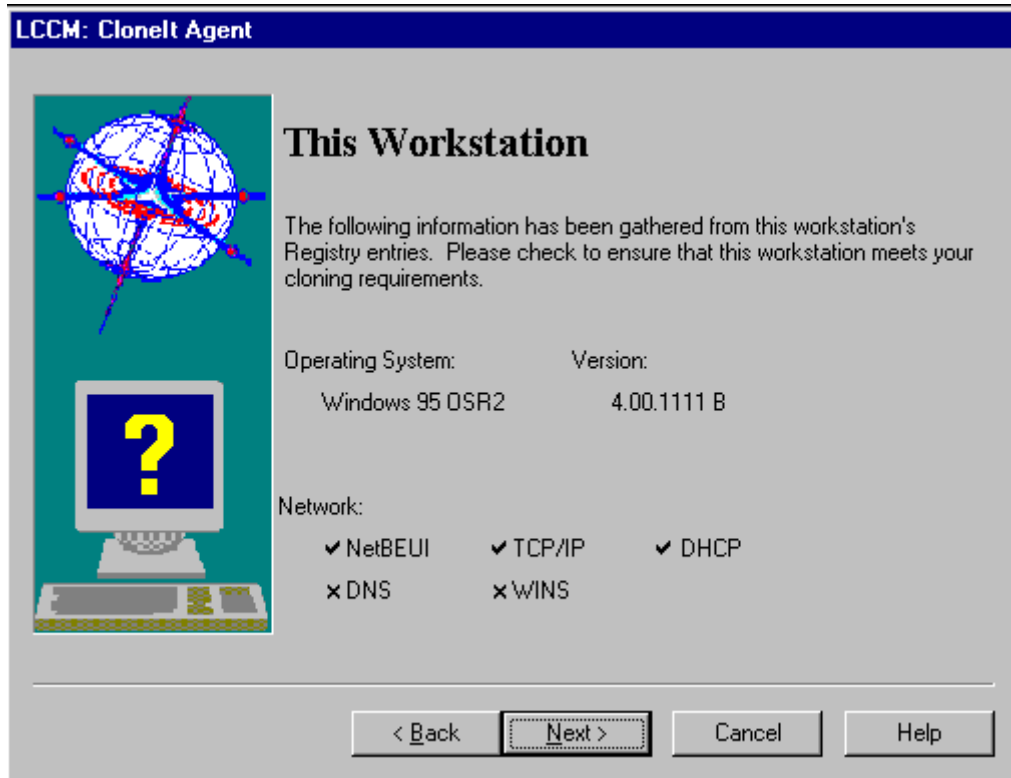 LCCM: CloneIt Agent
This Workstation
The following information has been gathered from this workstation's
Registry entries.  Please check to ensure that this workstation meets your
cloning requirements.
Operating System: Version:
Windows 95 OSR2 4.00.1111 B
?
Network:
✔ NetBEUI ✔ TCP/IP ✔ DHCP
✕ DNS ✕ WINS
< Back Next > Cancel Help